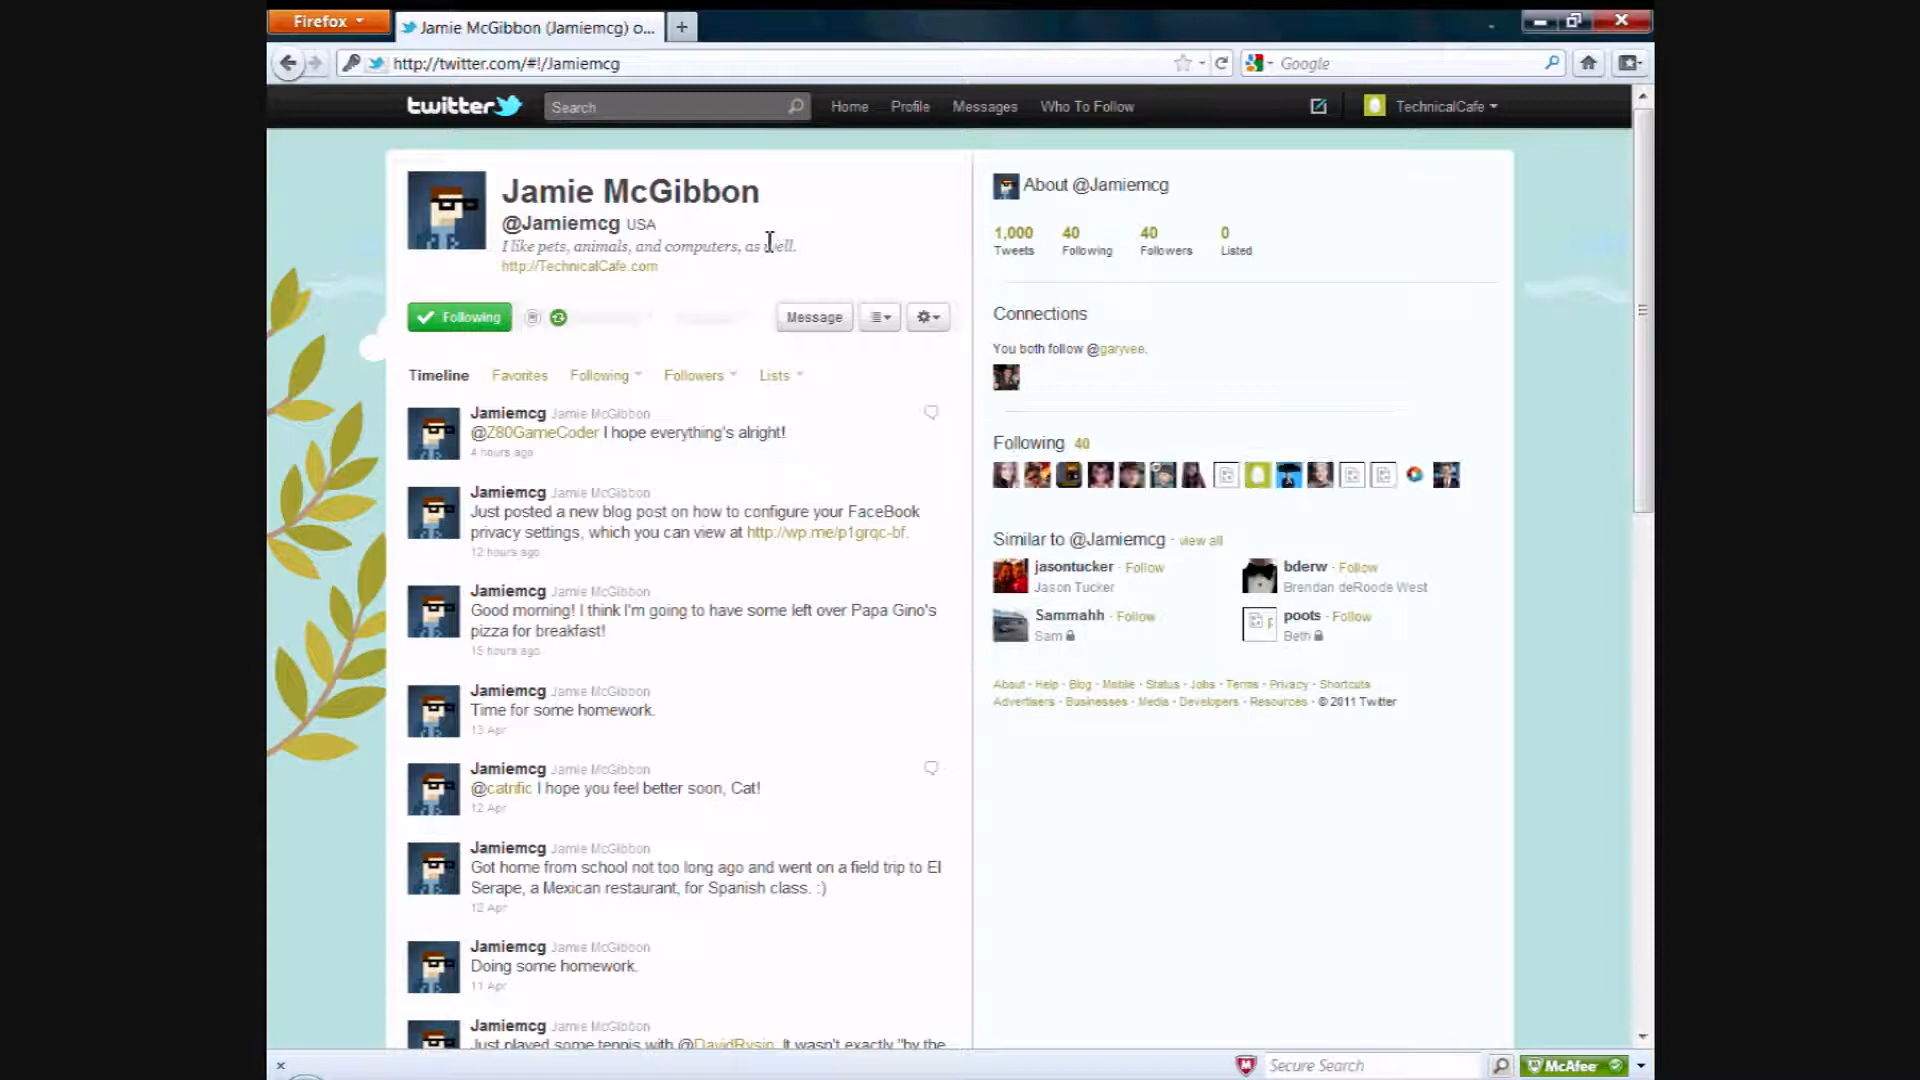 Firefox
Jamie McGibbon (Jamiemcg) o...
http://twitter.com/#!/Jamiemcg
Google
twitter
Search
Home
Profile
Messages
Who To Follow
TechnicalCafe
Jamie McGibbon
@Jamiemcg USA
I like pets, animals, and computers, as well.
http://TechnicalCafe.com
Following
Message
Timeline
Favorites
Following
Followers
Lists
Jamiemcg Jamie McGibbon
@Z80GameCoder I hope everything's alright!
4 hours ago
Jamiemcg Jamie McGibbon
Just posted a new blog post on how to configure your FaceBook
privacy settings, which you can view at http://wp.me/p1grqc-bf.
12 hours ago
Jamiemcg Jamie McGibbon
Good morning! I think I'm going to have some left over Papa Gino's
pizza for breakfast!
15 hours ago
Jamiemcg Jamie McGibbon
Time for some homework.
13 Apr
Jamiemcg Jamie McGibbon
@catrific I hope you feel better soon, Cat!
12 Apr
Jamiemcg Jamie McGibbon
Got home from school not too long ago and went on a field trip to El
Serape, a Mexican restaurant, for Spanish class. :)
12 Apr
Jamiemcg Jamie McGibbon
Doing some homework.
11 Apr
Jamiemcg Jamie McGibbon
Just played some tennis with @DavidRysin. It wasn't exactly "by the
About @Jamiemcg
1,000 40 40 0
Tweets Following Followers Listed
Connections
You both follow @garyvee.
Following 40
Similar to @Jamiemcg · view all
jasontucker · Follow
Jason Tucker
bderw · Follow
Brendan deRoode West
Sammahh · Follow
Sam
poots · Follow
Beth
About · Help · Blog · Mobile · Status · Jobs · Terms · Privacy · Shortcuts
Advertisers · Businesses · Media · Developers · Resources · © 2011 Twitter
Secure Search
McAfee